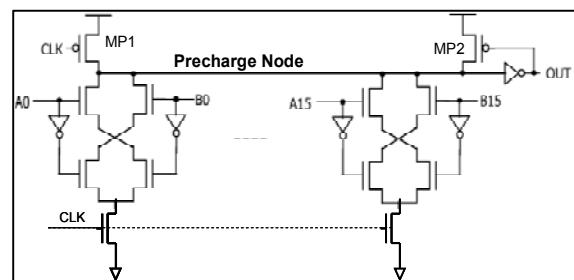 MP1
MP2
CLK
Precharge Node
OUT
A0
B0
A15
B15
CLK